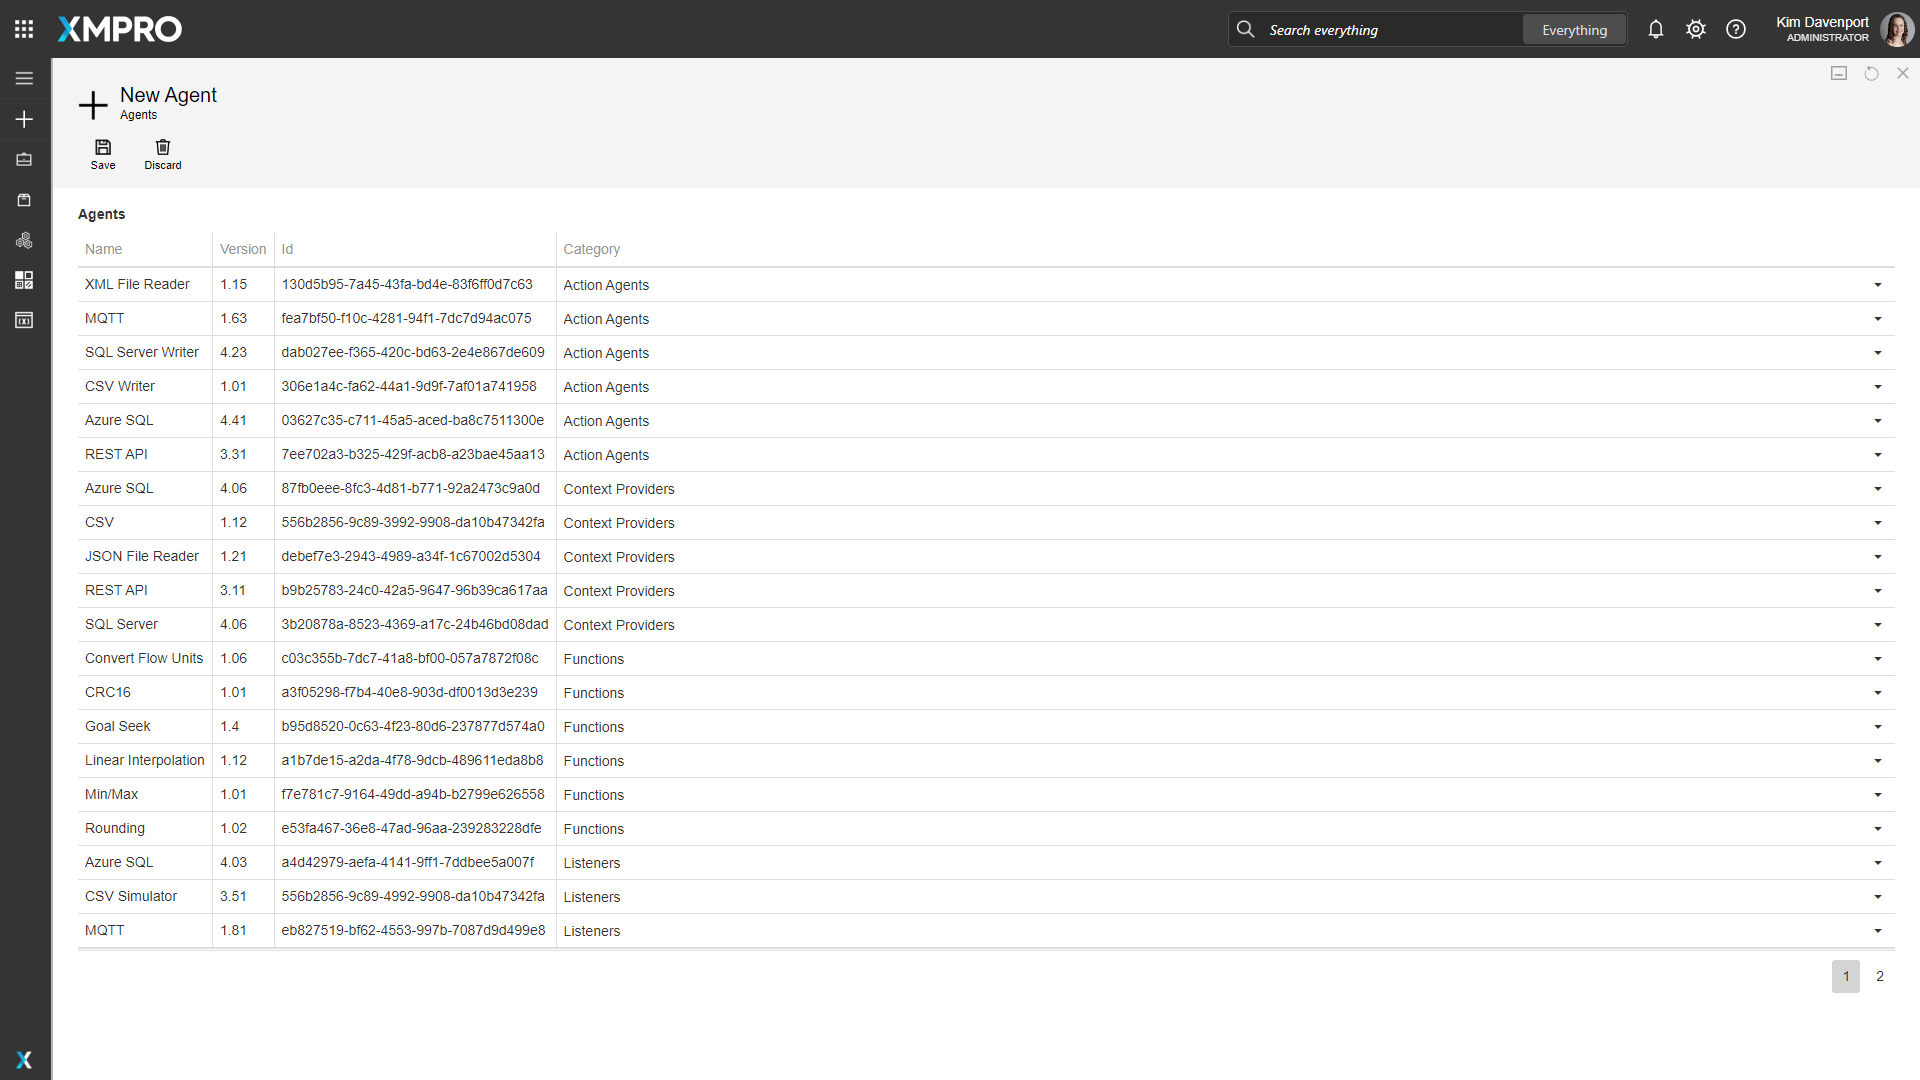 XMPRO
Search everything
Everything
Kim Davenport
ADMINISTRATOR
New Agent
Agents
Save
Discard
Agents
Name Version Id Category
XML File Reader 1.15 130d5b95-7a45-43fa-bd4e-83f6ff0d7c63 Action Agents
MQTT 1.63 fea7bf50-f10c-4281-94f1-7dc7d94ac075 Action Agents
SQL Server Writer 4.23 dab027ee-f365-420c-bd63-2e4e867de609 Action Agents
CSV Writer 1.01 306e1a4c-fa62-44a1-9d9f-7af01a741958 Action Agents
Azure SQL 4.41 03627c35-c711-45a5-aced-ba8c7511300e Action Agents
REST API 3.31 7ee702a3-b325-429f-acb8-a23bae45aa13 Action Agents
Azure SQL 4.06 87fb0eee-8fc3-4d81-b771-92a2473c9a0d Context Providers
CSV 1.12 556b2856-9c89-3992-9908-da10b47342fa Context Providers
JSON File Reader 1.21 debef7e3-2943-4989-a34f-1c67002d5304 Context Providers
REST API 3.11 b9b25783-24c0-42a5-9647-96b39ca617aa Context Providers
SQL Server 4.06 3b20878a-8523-4369-a17c-24b46bd08dad Context Providers
Convert Flow Units 1.06 c03c355b-7dc7-41a8-bf00-057a7872f08c Functions
CRC16 1.01 a3f05298-f7b4-40e8-903d-df0013d3e239 Functions
Goal Seek 1.4 b95d8520-0c63-4f23-80d6-237877d574a0 Functions
Linear Interpolation 1.12 a1b7de15-a2da-4f78-9dcb-489611eda8b8 Functions
Min/Max 1.01 f7e781c7-9164-49dd-a94b-b2799e626558 Functions
Rounding 1.02 e53fa467-36e8-47ad-96aa-239283228dfe Functions
Azure SQL 4.03 a4d42979-aefa-4141-9ff1-7ddbee5a007f Listeners
CSV Simulator 3.51 556b2856-9c89-4992-9908-da10b47342fa Listeners
MQTT 1.81 eb827519-bf62-4553-997b-7087d9d499e8 Listeners
1 2